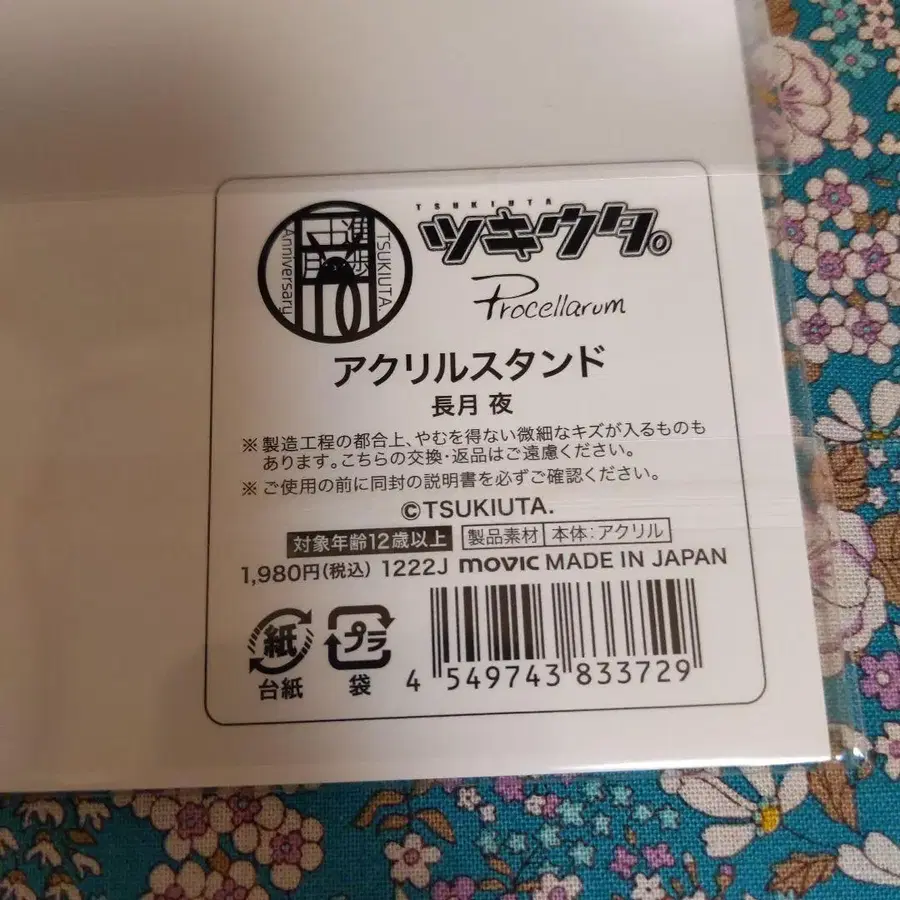 TSUKIUTA.
Anniversary
TSUKIUTA
ツキウタ。
Procellarum
アクリルスタンド
長月 夜
※ 製造工程の都合上、やむを得ない微細なキズが入るものも
あります。こちらの交換・返品はご遠慮ください。
※ ご使用の前に同封の説明書を必ずご確認ください。
©TSUKIUTA.
対象年齢12歳以上 製品素材 本体:アクリル
1,980円(税込) 1222J movic MADE IN JAPAN
紙
台紙
プラ
袋
4 549743 833729